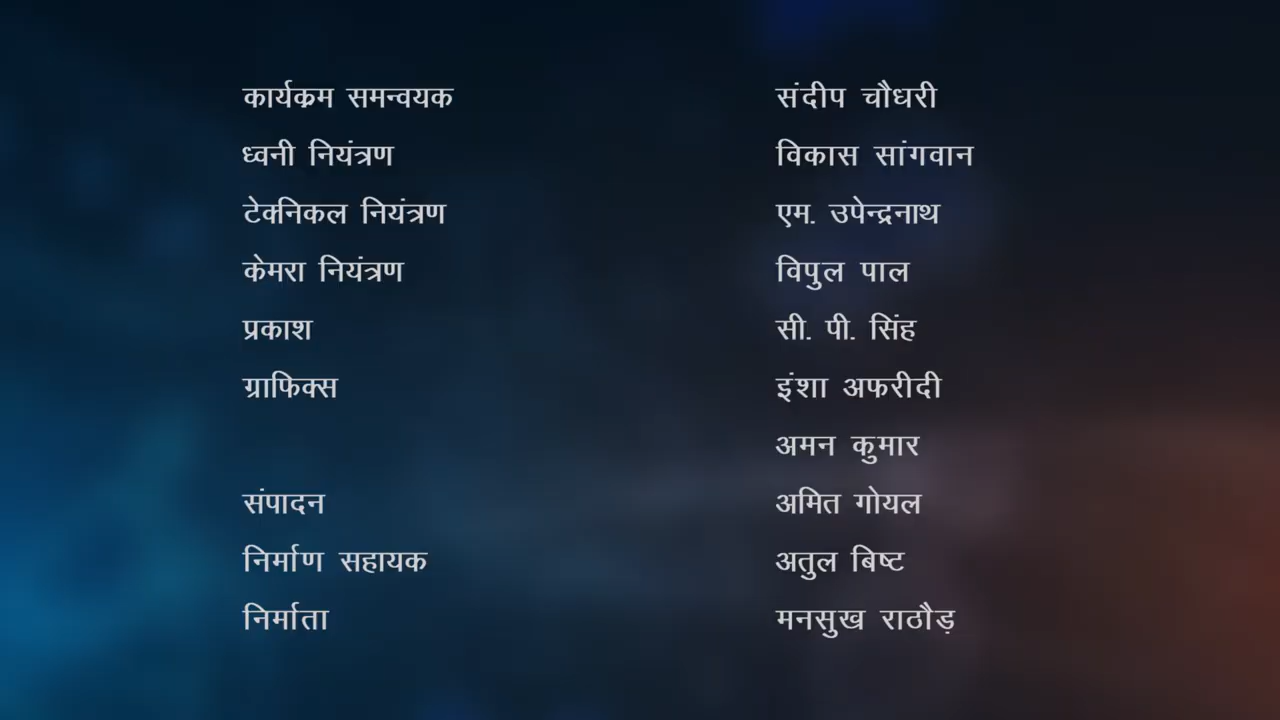 कार्यक्रम समन्वयक संदीप चौधरी
ध्वनी नियंत्रण विकास सांगवान
टेक्निकल नियंत्रण एम. उपेन्द्रनाथ
केमरा नियंत्रण विपुल पाल
प्रकाश सी. पी. सिंह
ग्राफिक्स इंशा अफरीदी
अमन कुमार
संपादन अमित गोयल
निर्माण सहायक अतुल बिष्ट
निर्माता मनसुख राठौड़